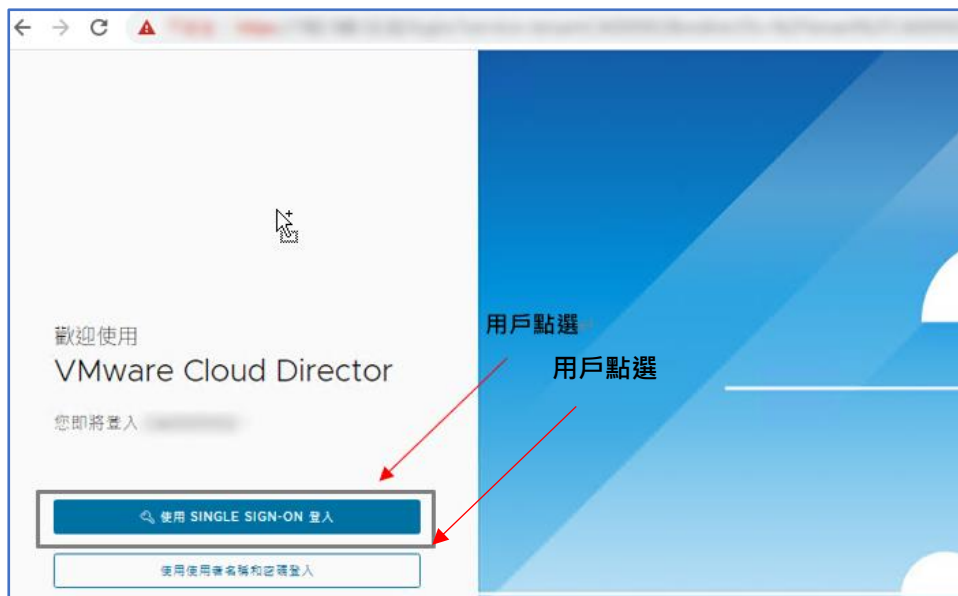 用戶點選
用戶點選
歡迎使用
VMware Cloud Director
您即將登入
使用 SINGLE SIGN-ON 登入
使用使用者名稱和密碼登入